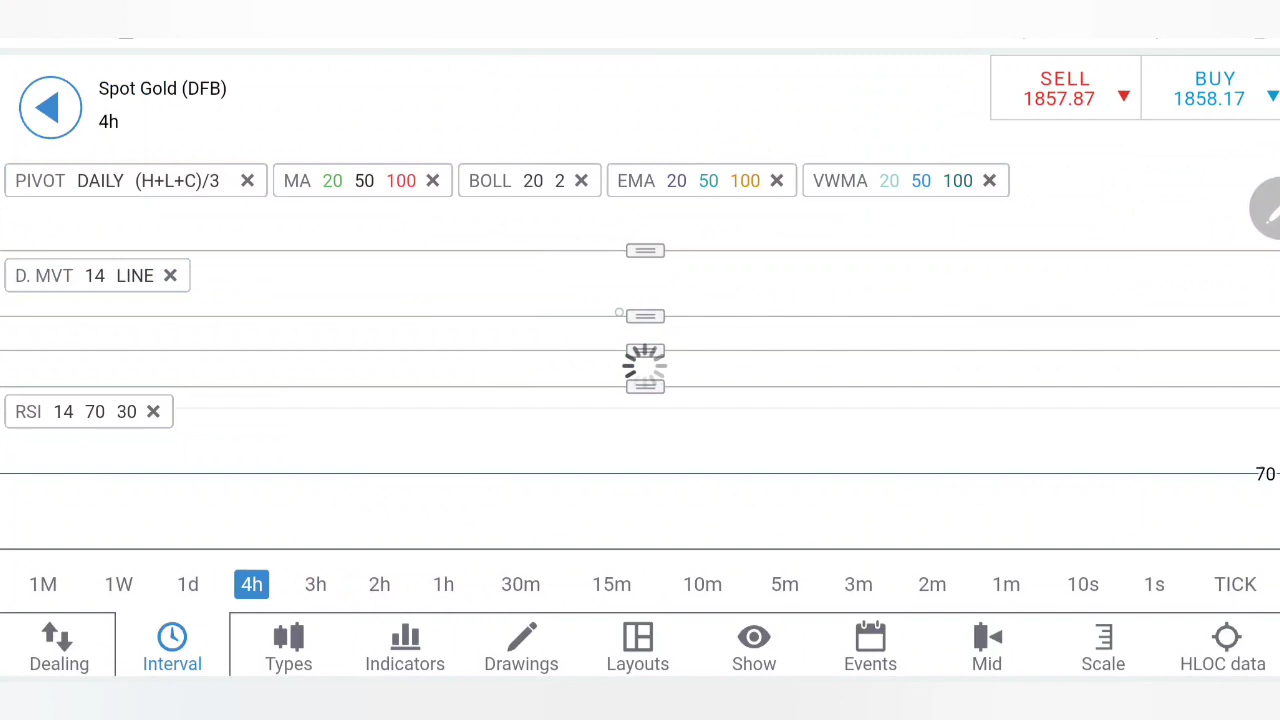 Spot Gold (DFB)
4h
SELL
1857.87
BUY
1858.17
PIVOT DAILY (H+L+C)/3
MA 20 50 100
BOLL 20 2
EMA 20 50 100
VWMA 20 50 100
D. MVT 14 LINE
RSI 14 70 30
70
1M 1W 1d 4h 3h 2h 1h 30m 15m 10m 5m 3m 2m 1m 10s 1s TICK
Dealing Interval Types Indicators Drawings Layouts Show Events Mid Scale HLOC data